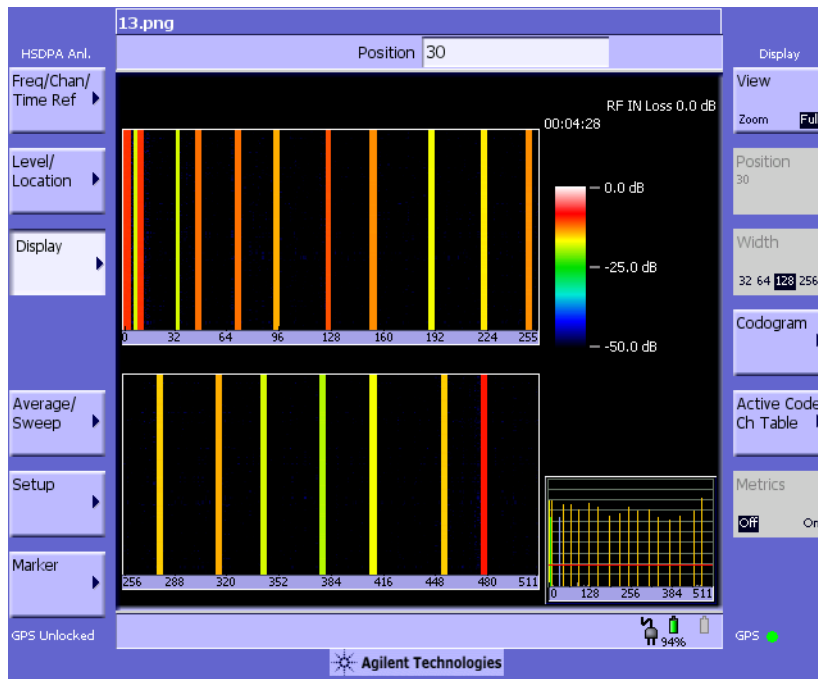 13.png
HSDPA Anl.
Position 30
Display
Freq/Chan/
Time Ref
Level/
Location
Display
Average/
Sweep
Setup
Marker
GPS Unlocked
RF IN Loss 0.0 dB
00:04:28
0.0 dB
-25.0 dB
-50.0 dB
0 32 64 96 128 160 192 224 255
256 288 320 352 384 416 448 480 511
0 128 256 384 511
View
Zoom Full
Position
30
Width
32 64 128 256
Codogram
Active Code
Ch Table
Metrics
Off On
94%
GPS
Agilent Technologies